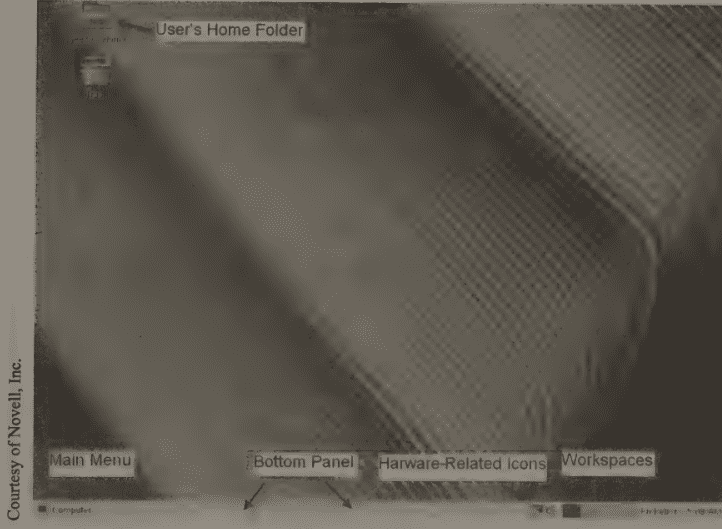 User's Home Folder
Main Menu
Bottom Panel
Harware-Related Icons
Workspaces
Computer
Courtesy of Novell, Inc.